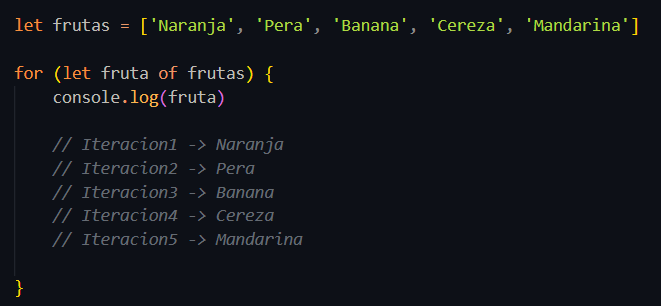 let frutas = ['Naranja', 'Pera', 'Banana', 'Cereza', 'Mandarina']
for (let fruta of frutas) {
console.log(fruta)
// Iteracion1 -> Naranja
// Iteracion2 -> Pera
// Iteracion3 -> Banana
// Iteracion4 -> Cereza
// Iteracion5 -> Mandarina
}